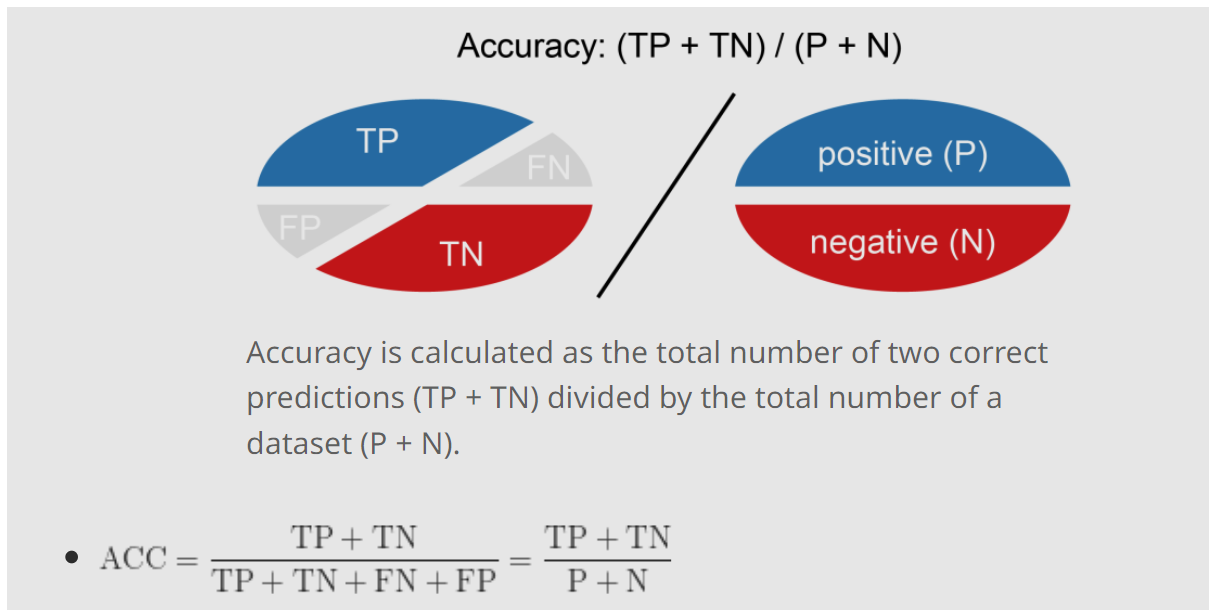 Accuracy: (TP + TN) / (P + N)
TP
FN
FP
TN
positive (P)
negative (N)
Accuracy is calculated as the total number of two correct
predictions (TP + TN) divided by the total number of a
dataset (P + N).
• ACC = \frac{TP + TN}{TP + TN + FN + FP} = \frac{TP + TN}{P + N}